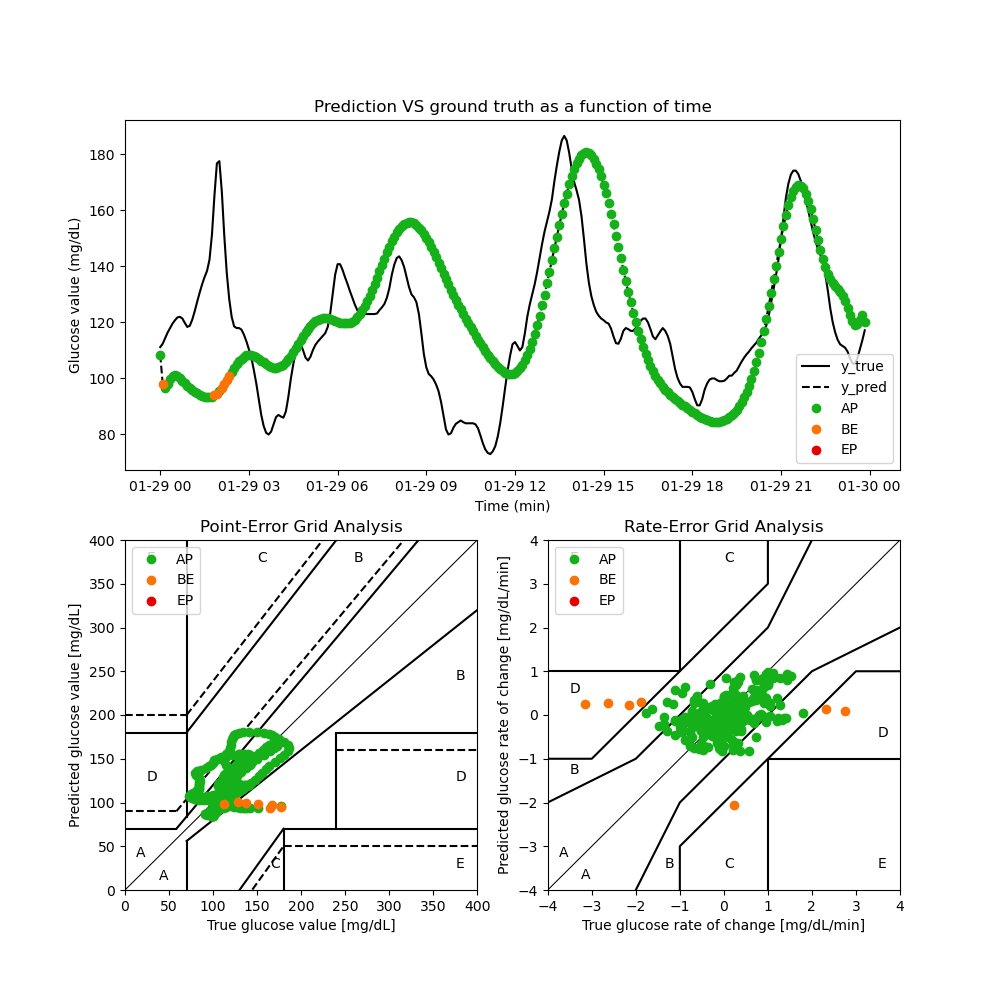 Prediction VS ground truth as a function of time
Glucose value (mg/dL)
180
160
140
120
100
80
y_true
y_pred
AP
BE
EP
01-29 00 01-29 03 01-29 06 01-29 09 01-29 12 01-29 15 01-29 18 01-29 21 01-30 00
Time (min)
Point-Error Grid Analysis
Predicted glucose value [mg/dL]
400
350
300
250
200
150
100
50
0
AP
BE
EP
C
B
B
D
D
A
A
C
E
0 50 100 150 200 250 300 350 400
True glucose value [mg/dL]
Rate-Error Grid Analysis
Predicted glucose rate of change [mg/dL/min]
4
3
2
1
0
−1
−2
−3
−4
AP
BE
EP
C
D
D
B
A
A
B
C
E
−4 −3 −2 −1 0 1 2 3 4
True glucose rate of change [mg/dL/min]